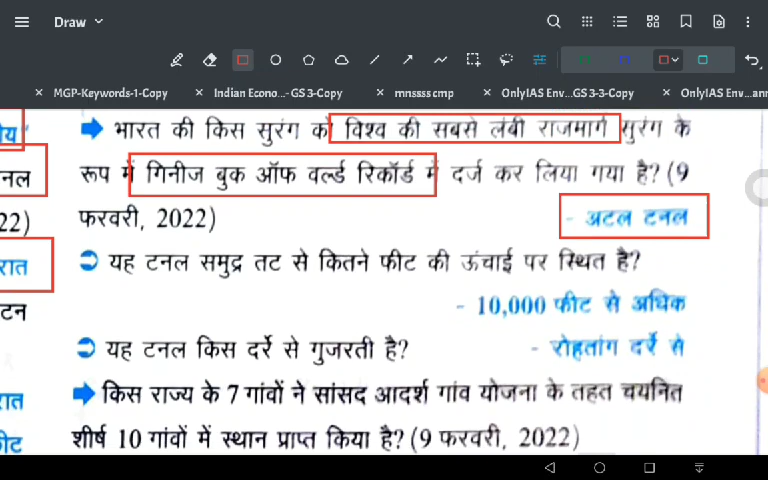 Draw
MGP-Keywords-1-Copy
Indian Econo...-GS 3-Copy
mnssss cmp
OnlyIAS Env...GS 3-3-Copy
OnlyIAS Env...anr
➡ भारत की किस सुरंग को विश्व की सबसे लंबी राजमार्ग सुरंग के
नल रूप में गिनीज बुक ऑफ वर्ल्ड रिकॉर्ड में दर्ज कर लिया गया है? (9
22) फरवरी, 2022) - अटल टनल
रात यह टनल समुद्र तट से कितने फीट की ऊंचाई पर स्थित है?
टन - 10,000 फीट से अधिक
यह टनल किस दर्रे से गुजरती है? - रोहतांग दर्रे से
रात ➡ किस राज्य के 7 गांवों ने सांसद आदर्श गांव योजना के तहत चयनित
ीट शीर्ष 10 गांवों में स्थान प्राप्त किया है? (9 फरवरी, 2022)